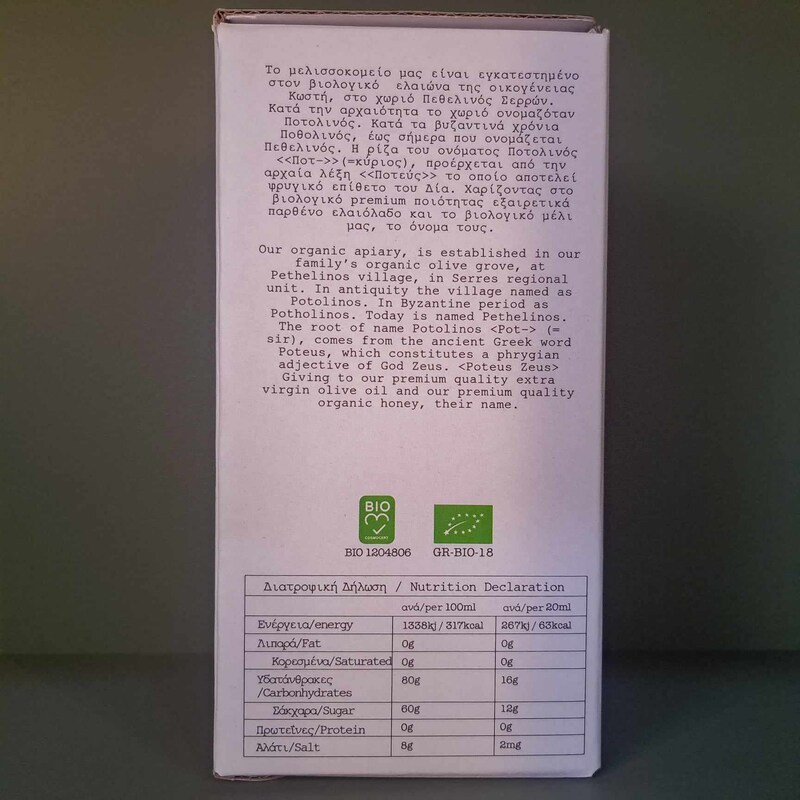 Το μελισσοκομείο μας είναι εγκατεστημένο
στον βιολογικό ελαιώνα της οικογένειας
Κωστή, στο χωριό Πεθελινός Σερρών.
Κατά την αρχαιότητα το χωριό ονομαζόταν
Ποτολινός. Κατά τα βυζαντινά χρόνια
Ποθολινός, έως σήμερα που ονομάζεται
Πεθελινός. Η ρίζα του ονόματος Ποτολινός
<<Ποτ->>(=κύριος), προέρχεται από την
αρχαία λέξη <<Ποτεύς>> το οποίο αποτελεί
φρυγικό επίθετο του Δία. Χαρίζοντας στο
βιολογικό premium ποιότητας εξαιρετικά
παρθένο ελαιόλαδο και το βιολογικό μέλι
μας, το όνομα τους.
Our organic apiary, is established in our
family's organic olive grove, at
Pethelinos village, in Serres regional
unit. In antiquity the village named as
Potolinos. In Byzantine period as
Potholinos. Today is named Pethelinos.
The root of name Potolinos <Pot-> (=
sir), comes from the ancient Greek word
Poteus, which constitutes a phrygian
adjective of God Zeus. <Poteus Zeus>
Giving to our premium quality extra
virgin olive oil and our premium quality
organic honey, their name.
BIO
COSMOCERT
BIO 1204806 GR-BIO-18
Διατροφική Δήλωση / Nutrition Declaration
ανά/per 100ml ανά/per 20ml
Ενέργεια/energy 1338kj / 317kcal 267kj / 63kcal
Λιπαρά/Fat 0g 0g
Κορεσμένα/Saturated 0g 0g
Υδατάνθρακες
/Carbonhydrates 80g 16g
Σάκχαρα/Sugar 60g 12g
Πρωτεΐνες/Protein 0g 0g
Αλάτι/Salt 8g 2mg